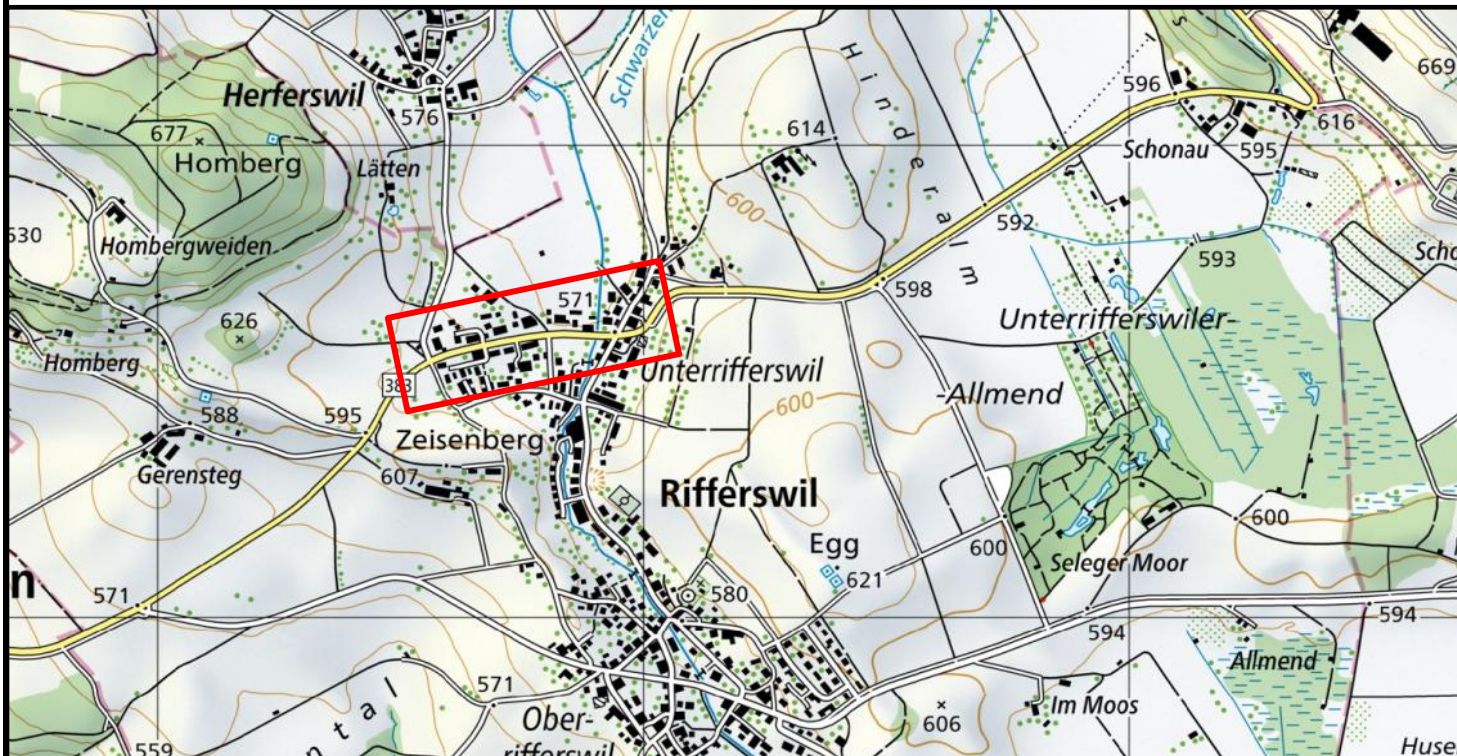 Schwarzen
Hinderalm
669
Herferswil
576
596
616
677
Homberg
614
Schonau
595
Lätten
600
592
530
Hombergweiden
593
Scho
571
598
626
Unterrifferswiler-
Homberg
383
Unterrifferswil
-Allmend
588
595
600
Zeisenberg
Gerensteg
607
Rifferswil
600
Egg
600
n
621
Seleger Moor
571
580
594
594
Allmend
571
Ober-
rifferswil
606
Im Moos
ntal
559
Huse